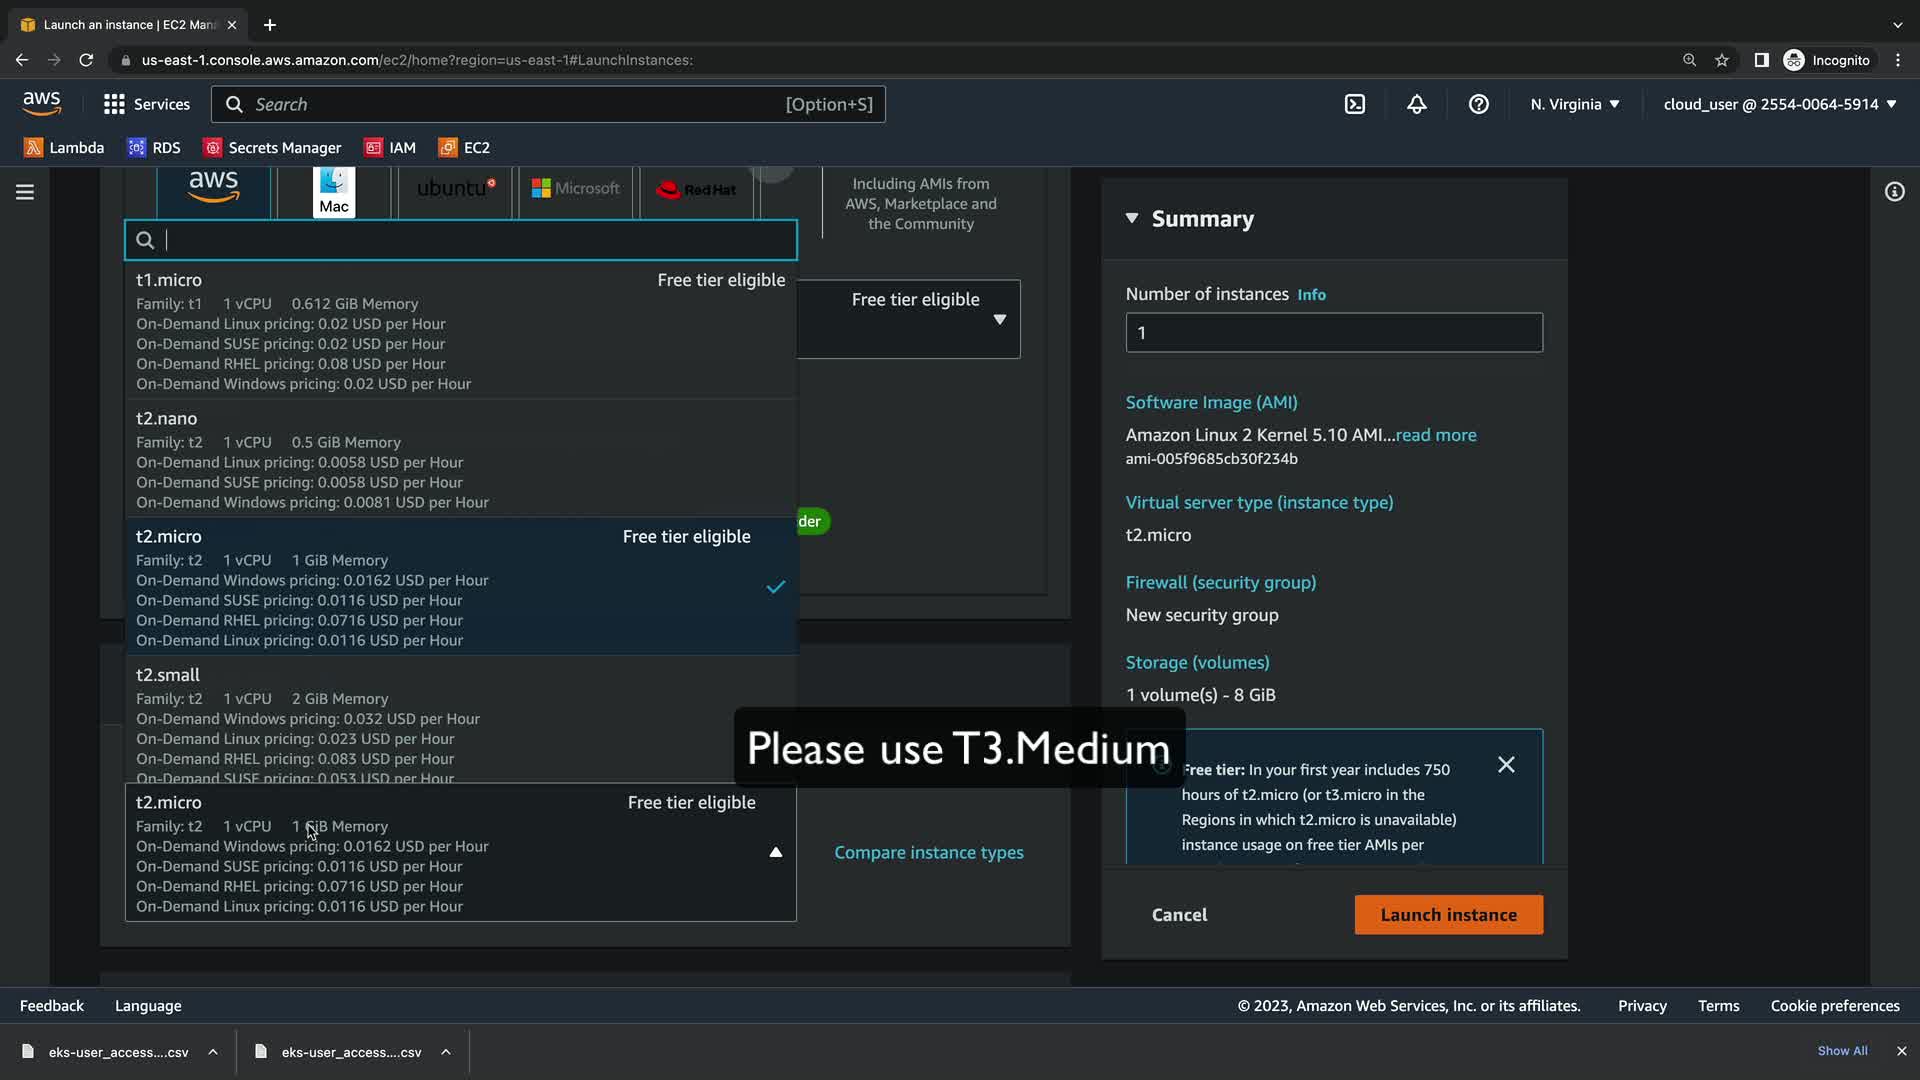 Launch an instance | EC2 Man
us-east-1.console.aws.amazon.com/ec2/home?region=us-east-1#LaunchInstances:
Incognito
aws
Services
Search
[Option+S]
N. Virginia
cloud_user @ 2554-0064-5914
Lambda
RDS
Secrets Manager
IAM
EC2
aws
Mac
ubuntu
Microsoft
Red Hat
Including AMIs from
AWS, Marketplace and
the Community
t1.micro
Free tier eligible
Family: t1 1 vCPU 0.612 GiB Memory
On-Demand Linux pricing: 0.02 USD per Hour
On-Demand SUSE pricing: 0.02 USD per Hour
On-Demand RHEL pricing: 0.08 USD per Hour
On-Demand Windows pricing: 0.02 USD per Hour
Free tier eligible
t2.nano
Family: t2 1 vCPU 0.5 GiB Memory
On-Demand Linux pricing: 0.0058 USD per Hour
On-Demand SUSE pricing: 0.0058 USD per Hour
On-Demand Windows pricing: 0.0081 USD per Hour
der
t2.micro
Free tier eligible
Family: t2 1 vCPU 1 GiB Memory
On-Demand Windows pricing: 0.0162 USD per Hour
On-Demand SUSE pricing: 0.0116 USD per Hour
On-Demand RHEL pricing: 0.0716 USD per Hour
On-Demand Linux pricing: 0.0116 USD per Hour
t2.small
Family: t2 1 vCPU 2 GiB Memory
On-Demand Windows pricing: 0.032 USD per Hour
On-Demand Linux pricing: 0.023 USD per Hour
On-Demand RHEL pricing: 0.083 USD per Hour
On-Demand SUSE pricing: 0.053 USD per Hour
t2.micro
Free tier eligible
Family: t2 1 vCPU 1 GiB Memory
On-Demand Windows pricing: 0.0162 USD per Hour
On-Demand SUSE pricing: 0.0116 USD per Hour
On-Demand RHEL pricing: 0.0716 USD per Hour
On-Demand Linux pricing: 0.0116 USD per Hour
Compare instance types
Please use T3.Medium
Summary
Number of instances Info
1
Software Image (AMI)
Amazon Linux 2 Kernel 5.10 AMI...read more
ami-005f9685cb30f234b
Virtual server type (instance type)
t2.micro
Firewall (security group)
New security group
Storage (volumes)
1 volume(s) - 8 GiB
Free tier: In your first year includes 750
hours of t2.micro (or t3.micro in the
Regions in which t2.micro is unavailable)
instance usage on free tier AMIs per
Cancel
Launch instance
Feedback
Language
© 2023, Amazon Web Services, Inc. or its affiliates.
Privacy
Terms
Cookie preferences
eks-user_access....csv
eks-user_access....csv
Show All